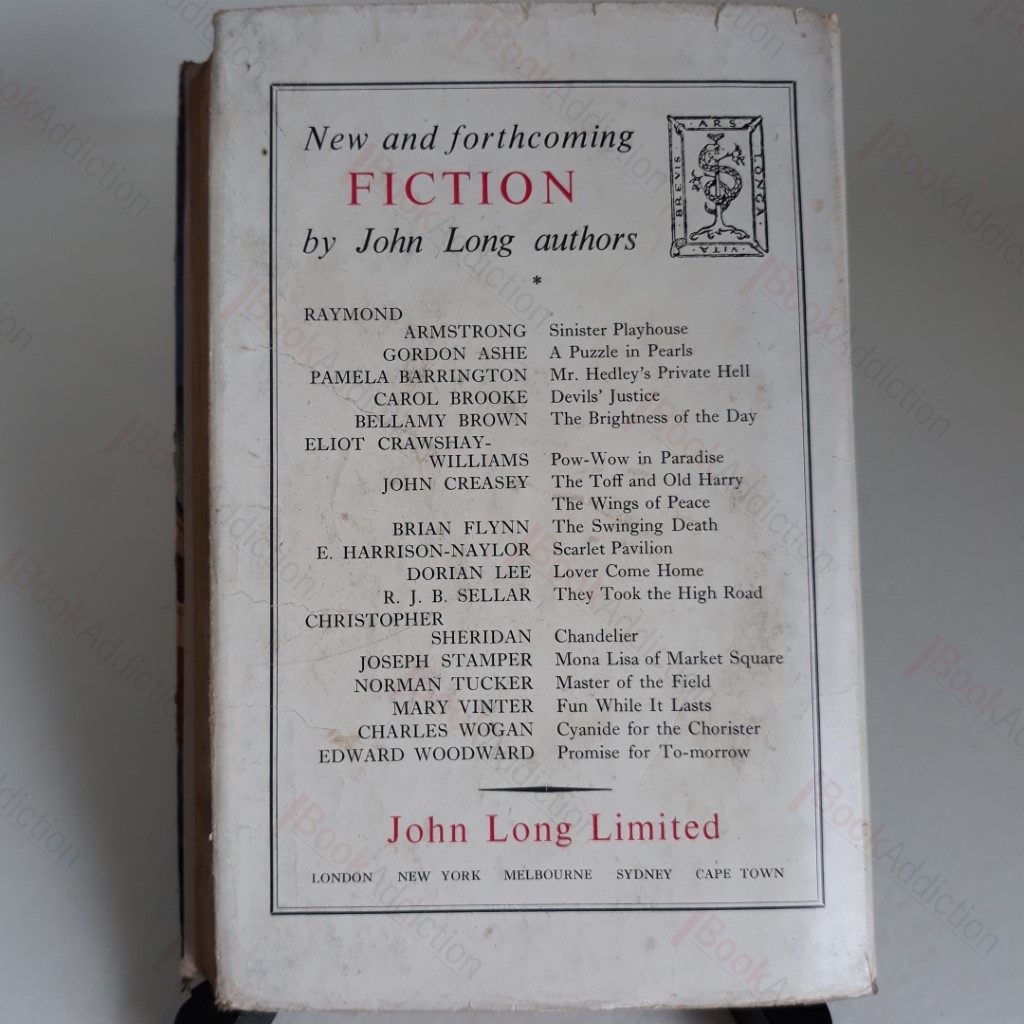 New and forthcoming
FICTION
by John Long authors
ARS
LONGA
VITA
BREVIS
*
RAYMOND
ARMSTRONG Sinister Playhouse
GORDON ASHE A Puzzle in Pearls
PAMELA BARRINGTON Mr. Hedley's Private Hell
CAROL BROOKE Devils' Justice
BELLAMY BROWN The Brightness of the Day
ELIOT CRAWSHAY-
WILLIAMS Pow-Wow in Paradise
JOHN CREASEY The Toff and Old Harry
The Wings of Peace
BRIAN FLYNN The Swinging Death
E. HARRISON-NAYLOR Scarlet Pavilion
DORIAN LEE Lover Come Home
R. J. B. SELLAR They Took the High Road
CHRISTOPHER
SHERIDAN Chandelier
JOSEPH STAMPER Mona Lisa of Market Square
NORMAN TUCKER Master of the Field
MARY VINTER Fun While It Lasts
CHARLES WOGAN Cyanide for the Chorister
EDWARD WOODWARD Promise for To-morrow
John Long Limited
LONDON NEW YORK MELBOURNE SYDNEY CAPE TOWN
BookAddiction